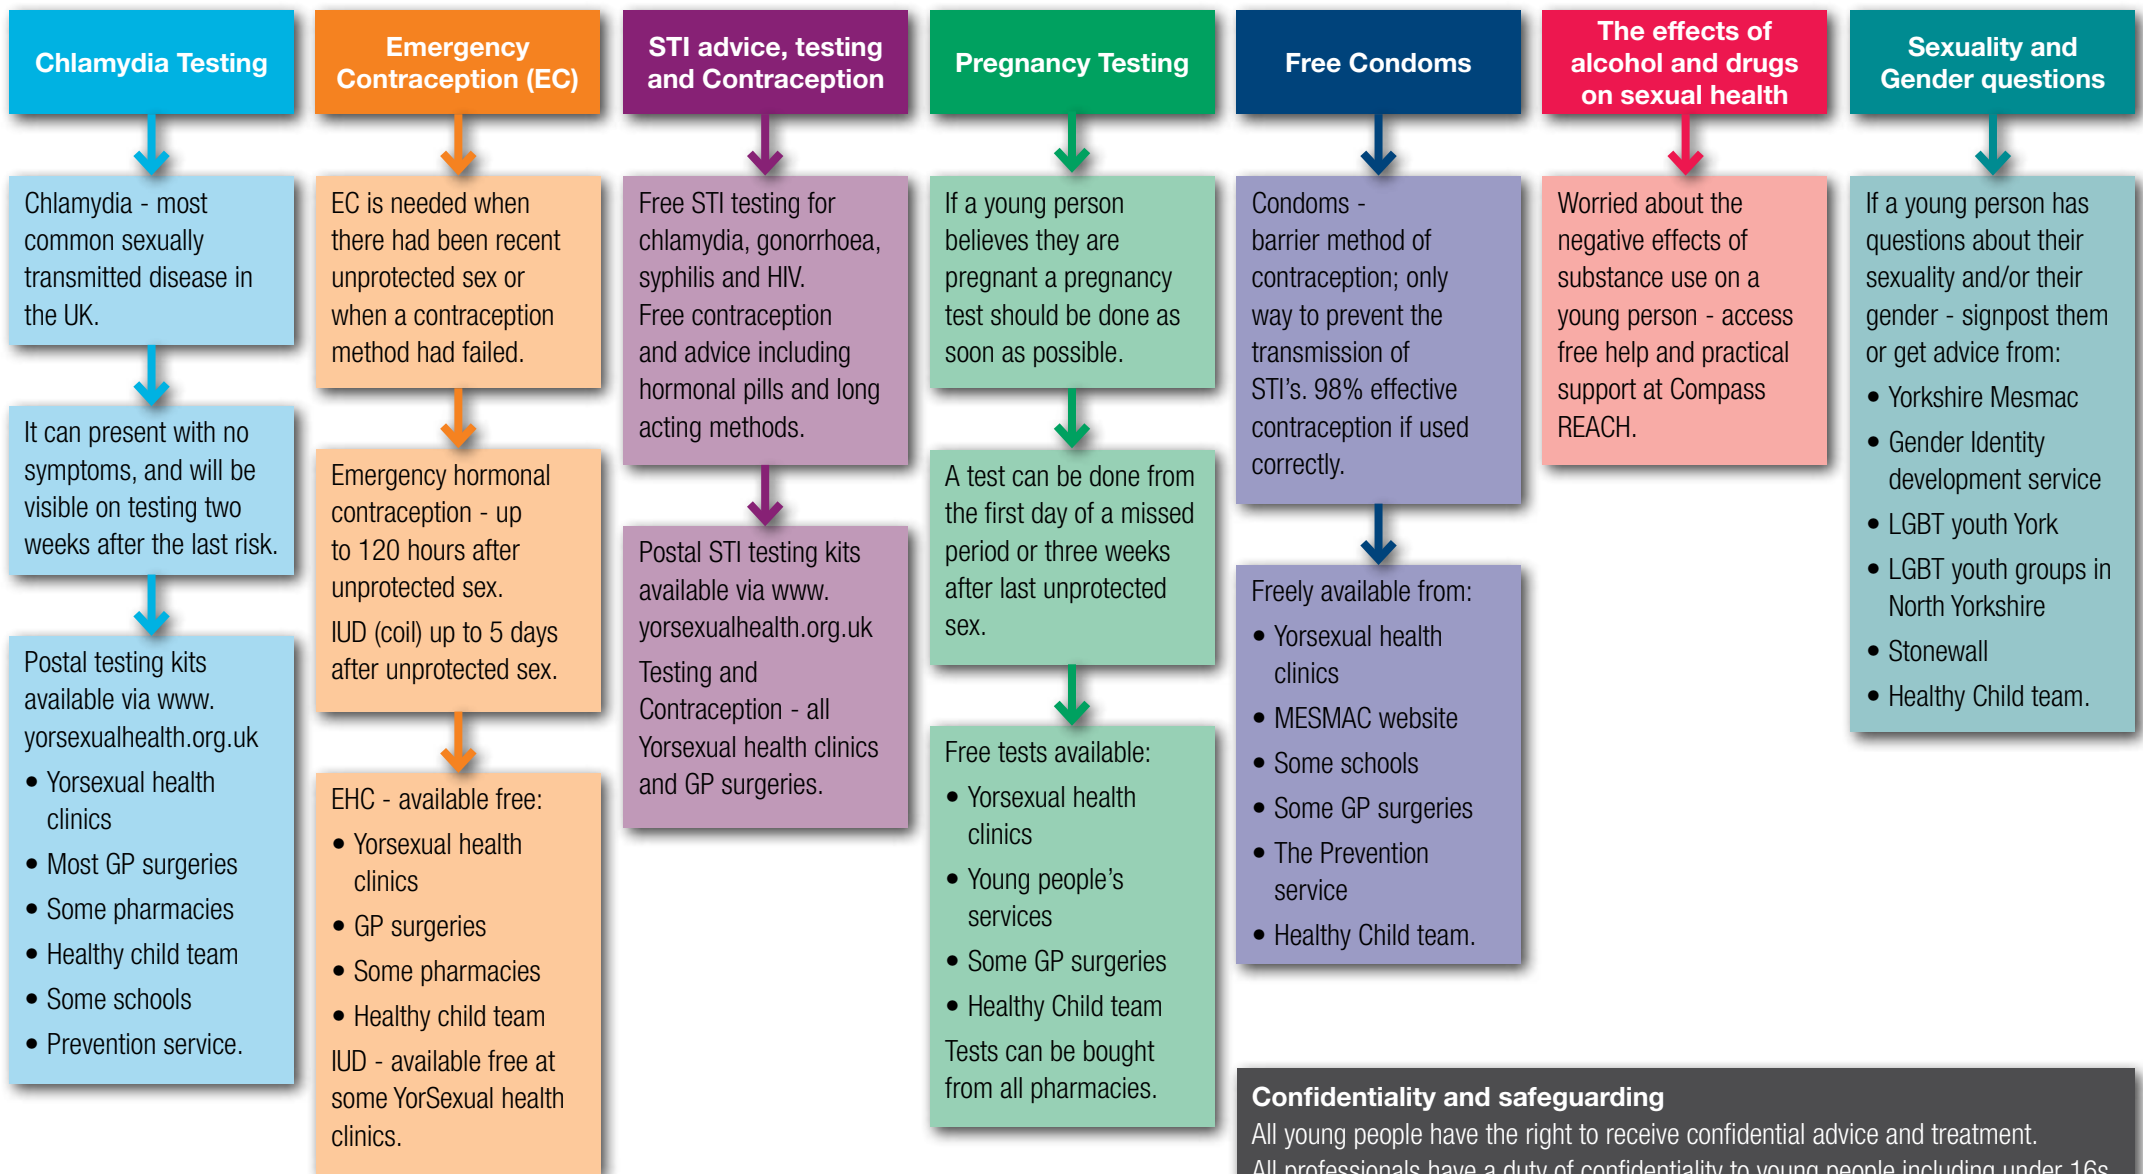 Chlamydia Testing
Chlamydia - most
common sexually
transmitted disease in
the UK.
It can present with no
symptoms, and will be
visible on testing two
weeks after the last risk.
Postal testing kits
available via www.
yorsexualhealth.org.uk
• Yorsexual health
clinics
• Most GP surgeries
• Some pharmacies
• Healthy child team
• Some schools
• Prevention service.
Emergency
Contraception (EC)
EC is needed when
there had been recent
unprotected sex or
when a contraception
method had failed.
Emergency hormonal
contraception - up
to 120 hours after
unprotected sex.
IUD (coil) up to 5 days
after unprotected sex.
EHC - available free:
• Yorsexual health
clinics
• GP surgeries
• Some pharmacies
• Healthy child team
IUD - available free at
some YorSexual health
clinics.
STI advice, testing
and Contraception
Free STI testing for
chlamydia, gonorrhoea,
syphilis and HIV.
Free contraception
and advice including
hormonal pills and long
acting methods.
Postal STI testing kits
available via www.
yorsexualhealth.org.uk
Testing and
Contraception - all
Yorsexual health clinics
and GP surgeries.
Pregnancy Testing
If a young person
believes they are
pregnant a pregnancy
test should be done as
soon as possible.
A test can be done from
the first day of a missed
period or three weeks
after last unprotected
sex.
Free tests available:
• Yorsexual health
clinics
• Young people's
services
• Some GP surgeries
• Healthy Child team
Tests can be bought
from all pharmacies.
Free Condoms
Condoms -
barrier method of
contraception; only
way to prevent the
transmission of
STI's. 98% effective
contraception if used
correctly.
Freely available from:
• Yorsexual health
clinics
• MESMAC website
• Some schools
• Some GP surgeries
• The Prevention
service
• Healthy Child team.
The effects of
alcohol and drugs
on sexual health
Worried about the
negative effects of
substance use on a
young person - access
free help and practical
support at Compass
REACH.
Sexuality and
Gender questions
If a young person has
questions about their
sexuality and/or their
gender - signpost them
or get advice from:
• Yorkshire Mesmac
• Gender Identity
development service
• LGBT youth York
• LGBT youth groups in
North Yorkshire
• Stonewall
• Healthy Child team.
Confidentiality and safeguarding
All young people have the right to receive confidential advice and treatment.
All professionals have a duty of confidentiality to young people including under 16s